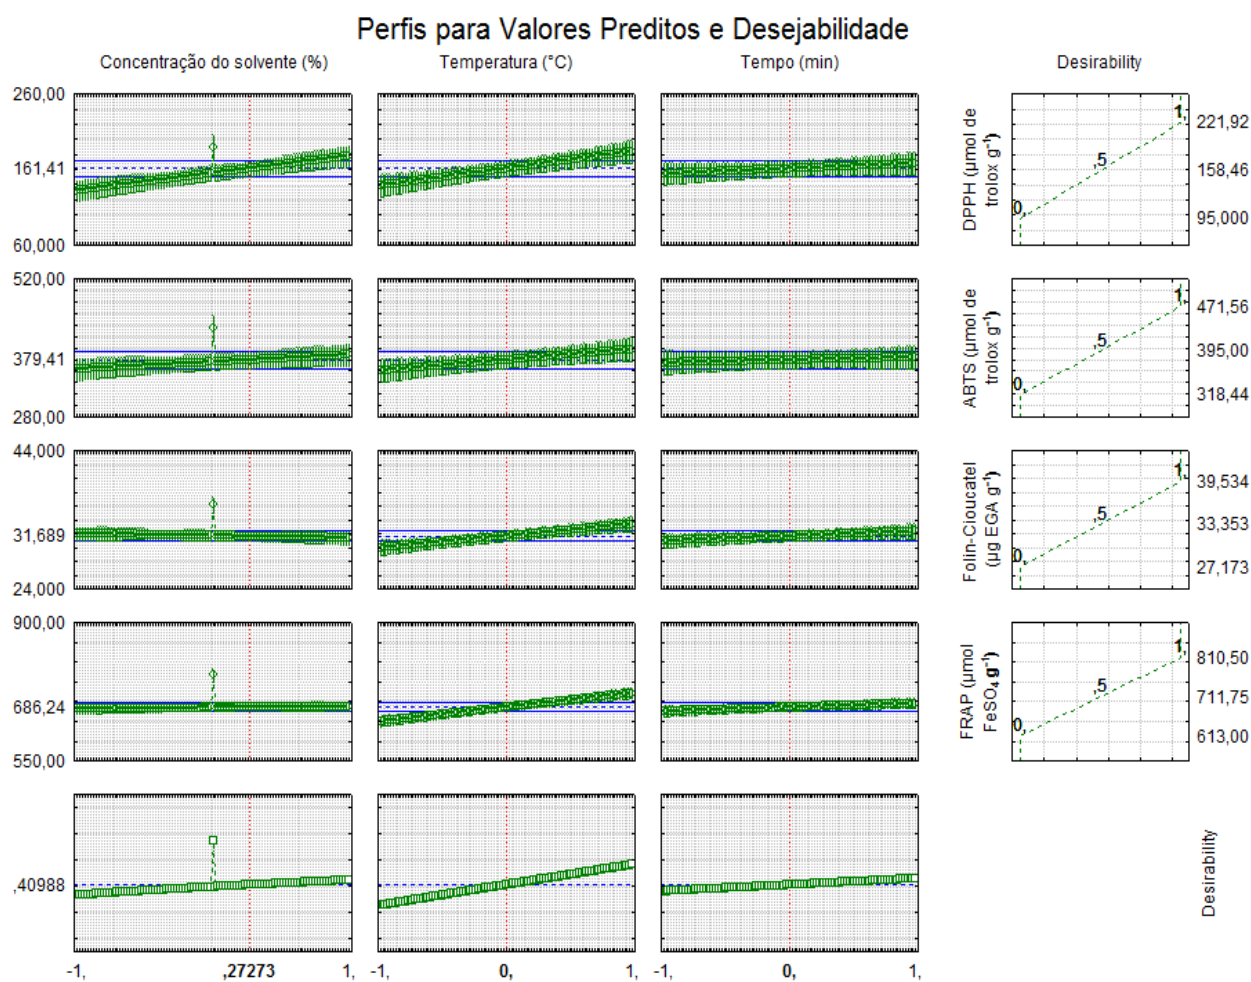 Perfis para Valores Preditos e Desejabilidade
Concentração do solvente (%)
Temperatura (°C)
Tempo (min)
Desirability
260,00
161,41
60,000
DPPH (µmol de
trolox g⁻¹)
1,
,5
0,
221,92
158,46
95,000
520,00
379,41
280,00
ABTS (µmol de
trolox g⁻¹)
1,
,5
0,
471,56
395,00
318,44
44,000
31,689
24,000
Folin-Cioucatel
(µg EGA g⁻¹)
1,
,5
0,
39,534
33,353
27,173
900,00
686,24
550,00
FRAP (µmol
FeSO₄ g⁻¹)
1,
,5
0,
810,50
711,75
613,00
,40988
Desirability
-1, ,27273 1,
-1, 0, 1,
-1, 0, 1,